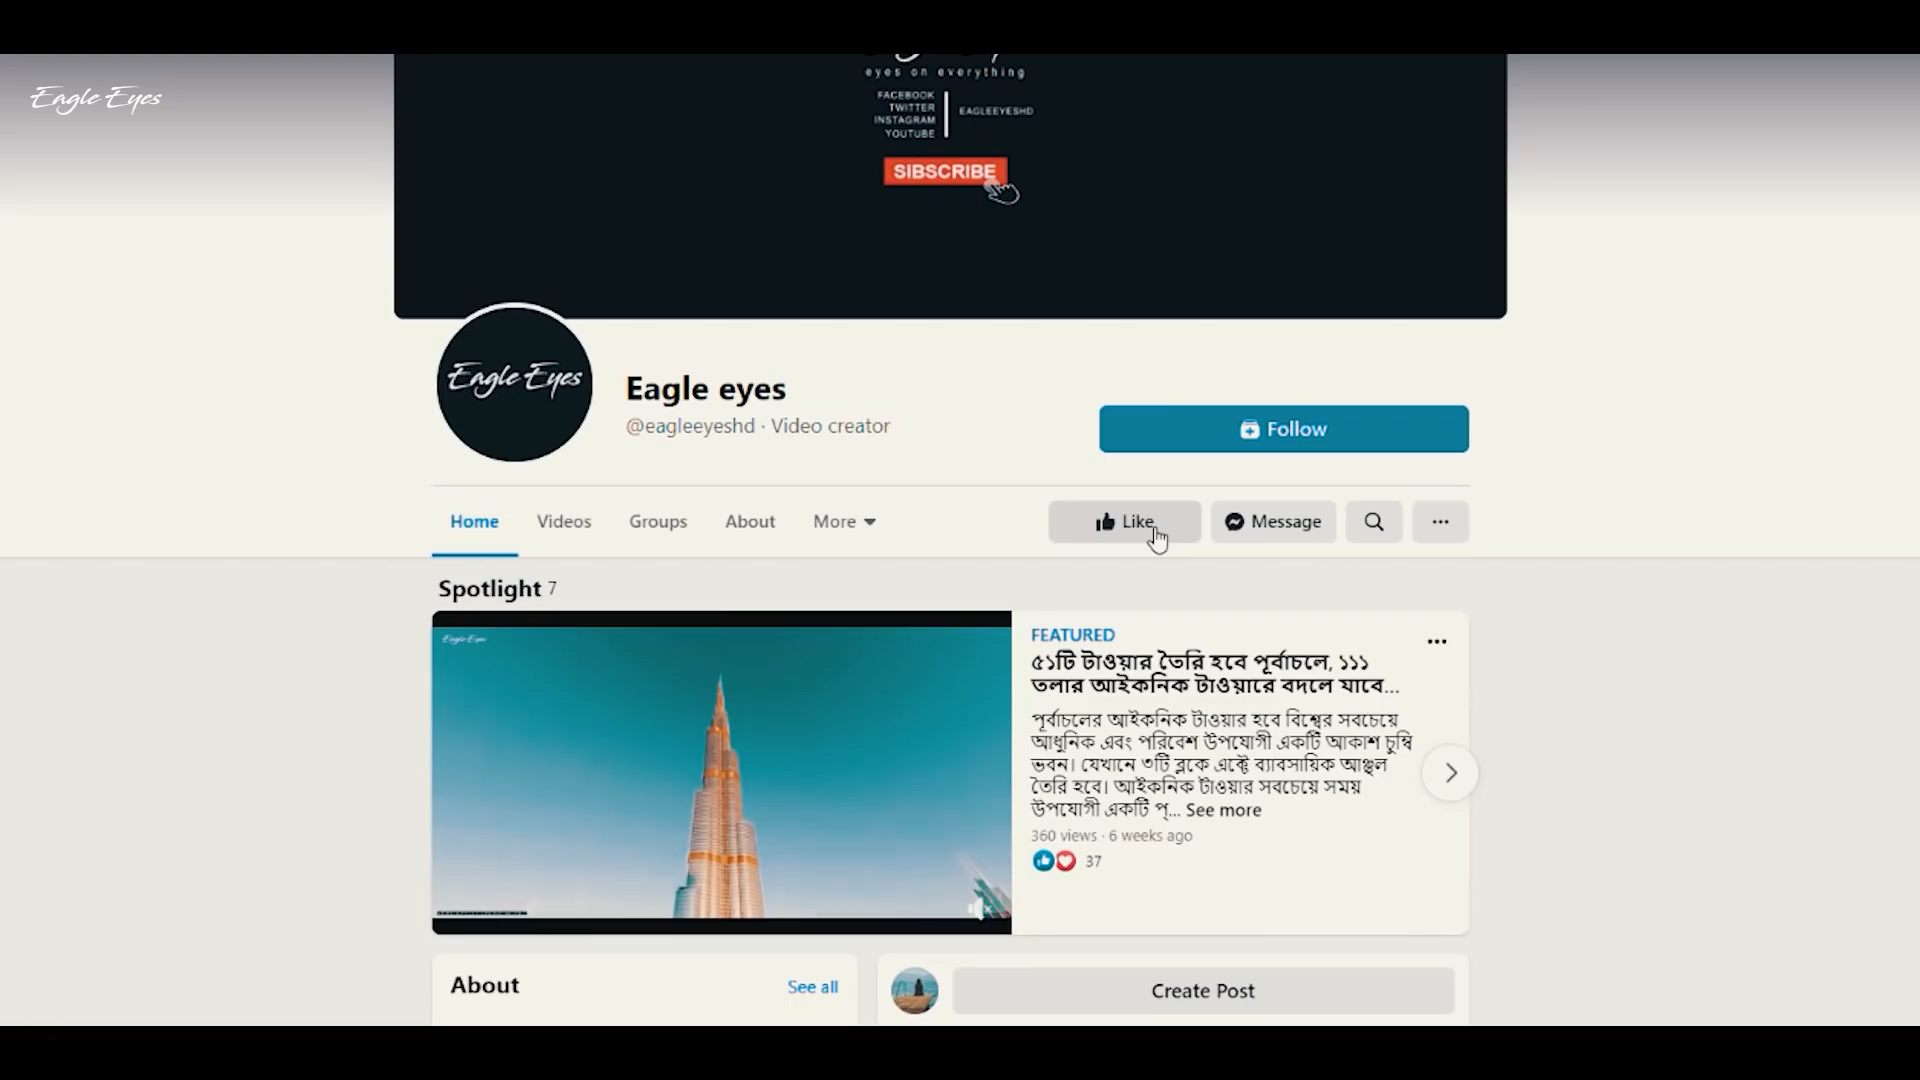 Eagle Eyes
eyes on everything
FACEBOOK
TWITTER
INSTAGRAM
YOUTUBE
EAGLEEYESHD
SIBSCRIBE
Eagle Eyes
Eagle eyes
@eagleeyeshd · Video creator
Follow
Home Videos Groups About More
Like Message
Spotlight 7
Eagle Eyes
FEATURED
৫১টি টাওয়ার তৈরি হবে পূর্বাচলে, ১১১
তলার আইকনিক টাওয়ারে বদলে যাবে...
পূর্বাচলের আইকনিক টাওয়ার হবে বিশ্বের সবচেয়ে
আধুনিক এবং পরিবেশ উপযোগী একটি আকাশ চুম্বি
ভবন। যেখানে ৩টি ব্লকে এক্টে ব্যাবসায়িক আঞ্ছল
তৈরি হবে। আইকনিক টাওয়ার সবচেয়ে সময়
উপযোগী একটি প্... See more
360 views · 6 weeks ago
37
About See all
Create Post